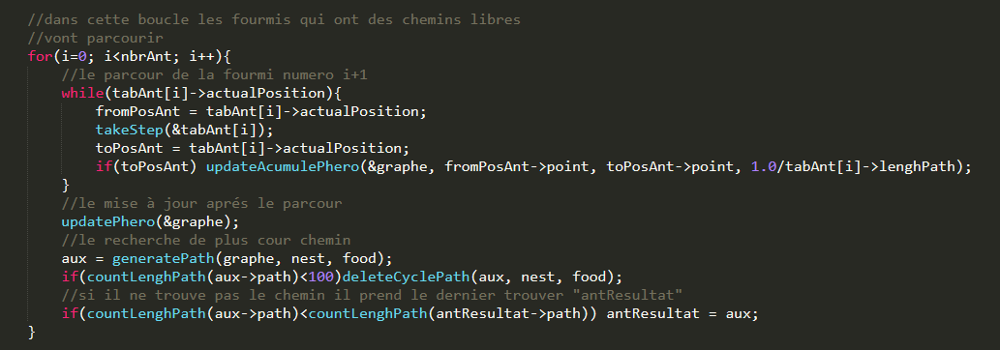 //dans cette boucle les fourmis qui ont des chemins libres
//vont parcourir
for(i=0; i<nbrAnt; i++){
//le parcour de la fourmi numero i+1
while(tabAnt[i]->actualPosition){
fromPosAnt = tabAnt[i]->actualPosition;
takeStep(&tabAnt[i]);
toPosAnt = tabAnt[i]->actualPosition;
if(toPosAnt) updateAcumulePhero(&graphe, fromPosAnt->point, toPosAnt->point, 1.0/tabAnt[i]->lenghPath);
}
//le mise à jour aprés le parcour
updatePhero(&graphe);
//le recherche de plus cour chemin
aux = generatePath(graphe, nest, food);
if(countLenghPath(aux->path)<100)deleteCyclePath(aux, nest, food);
//si il ne trouve pas le chemin il prend le dernier trouver "antResultat"
if(countLenghPath(aux->path)<countLenghPath(antResultat->path)) antResultat = aux;
}